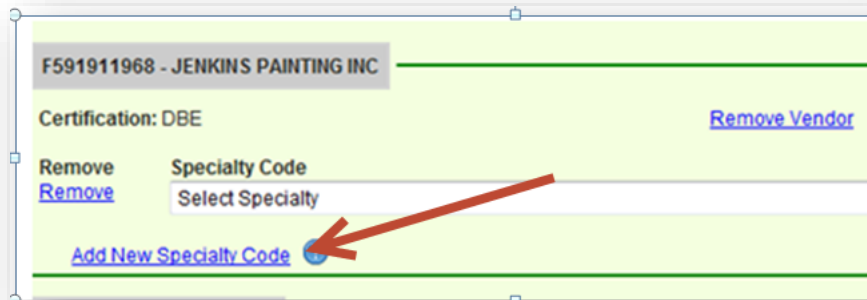 F591911968 - JENKINS PAINTING INC
Certification: DBE Remove Vendor
Remove Specialty Code
Remove Select Specialty
Add New Specialty Code